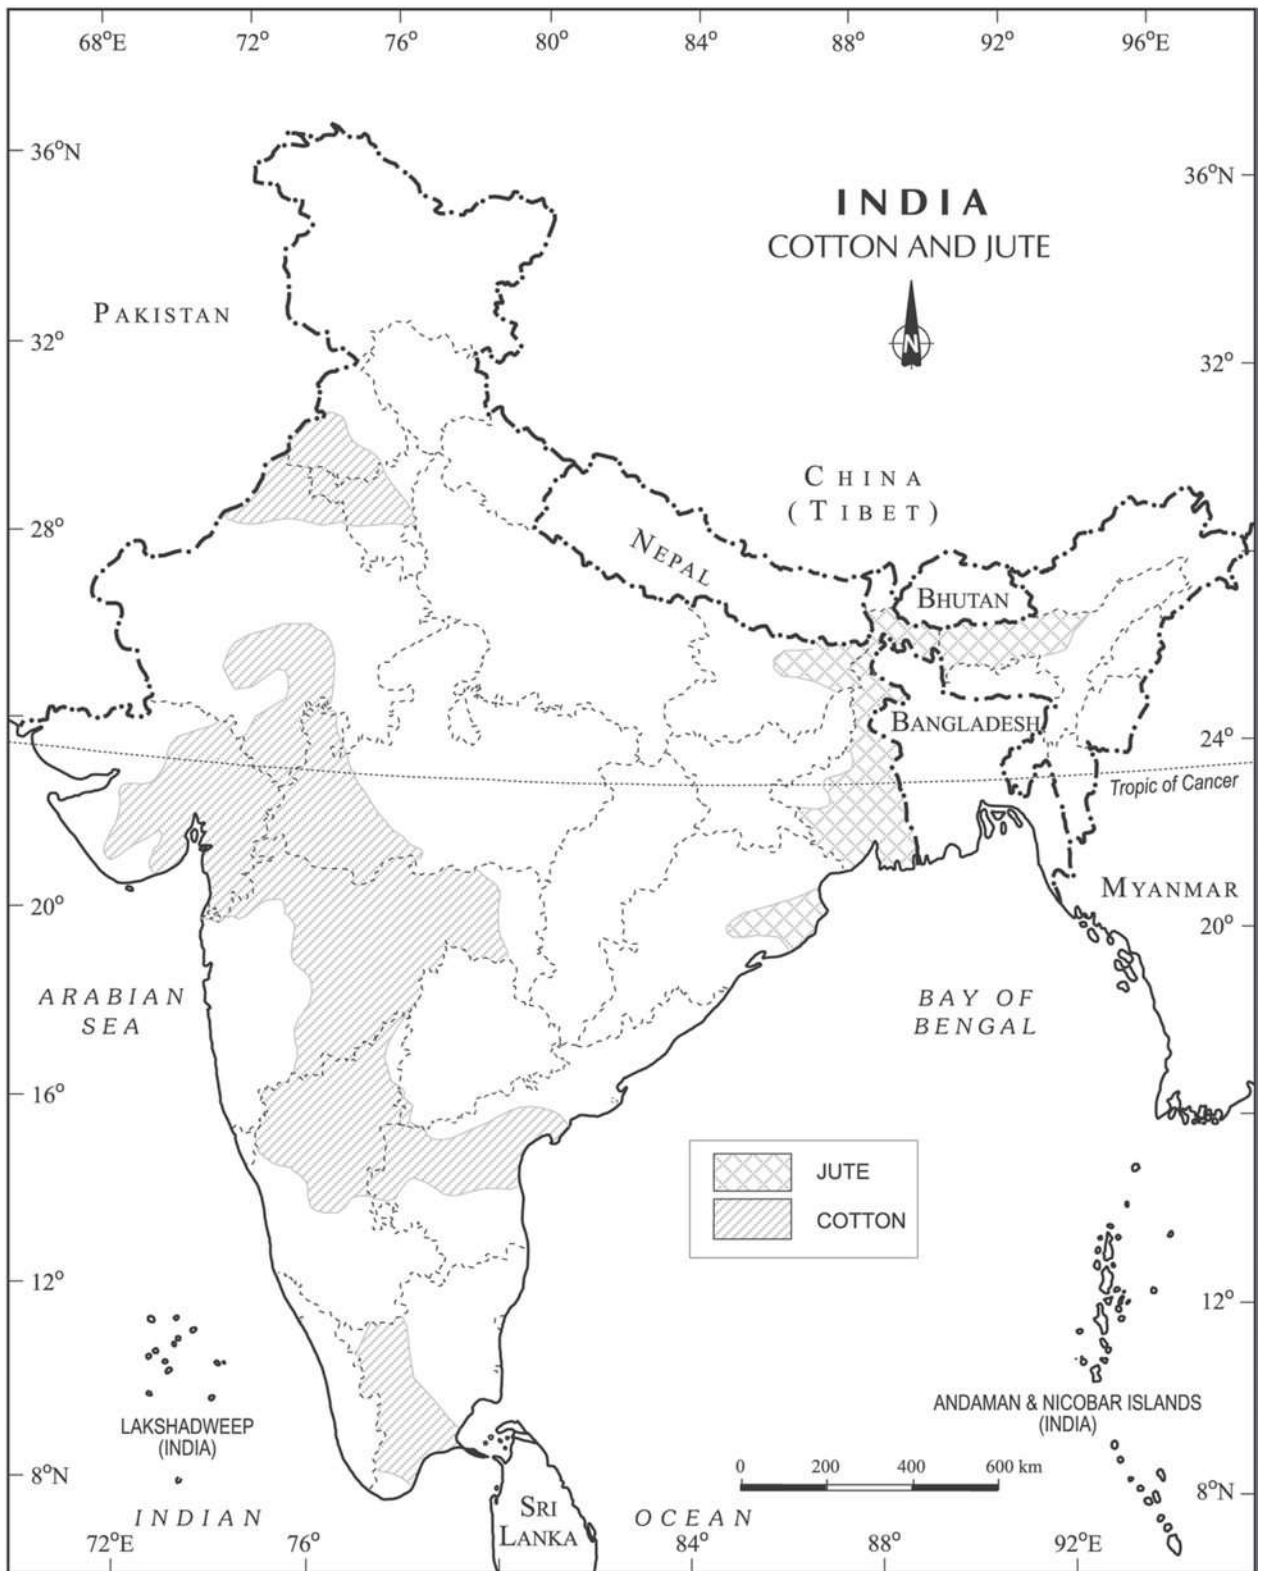 68°E 72° 76° 80° 84° 88° 92° 96°E
36°N
36°N
INDIA
COTTON AND JUTE
N
PAKISTAN
32°
32°
CHINA
(TIBET)
28°
NEPAL
BHUTAN
BANGLADESH
24°
Tropic of Cancer
MYANMAR
20°
20°
ARABIAN
SEA
BAY OF
BENGAL
16°
JUTE
COTTON
12°
12°
LAKSHADWEEP
(INDIA)
ANDAMAN & NICOBAR ISLANDS
(INDIA)
0 200 400 600 km
8°N
8°N
SRI
LANKA
INDIAN
OCEAN
72°E 76° 84° 88° 92°E